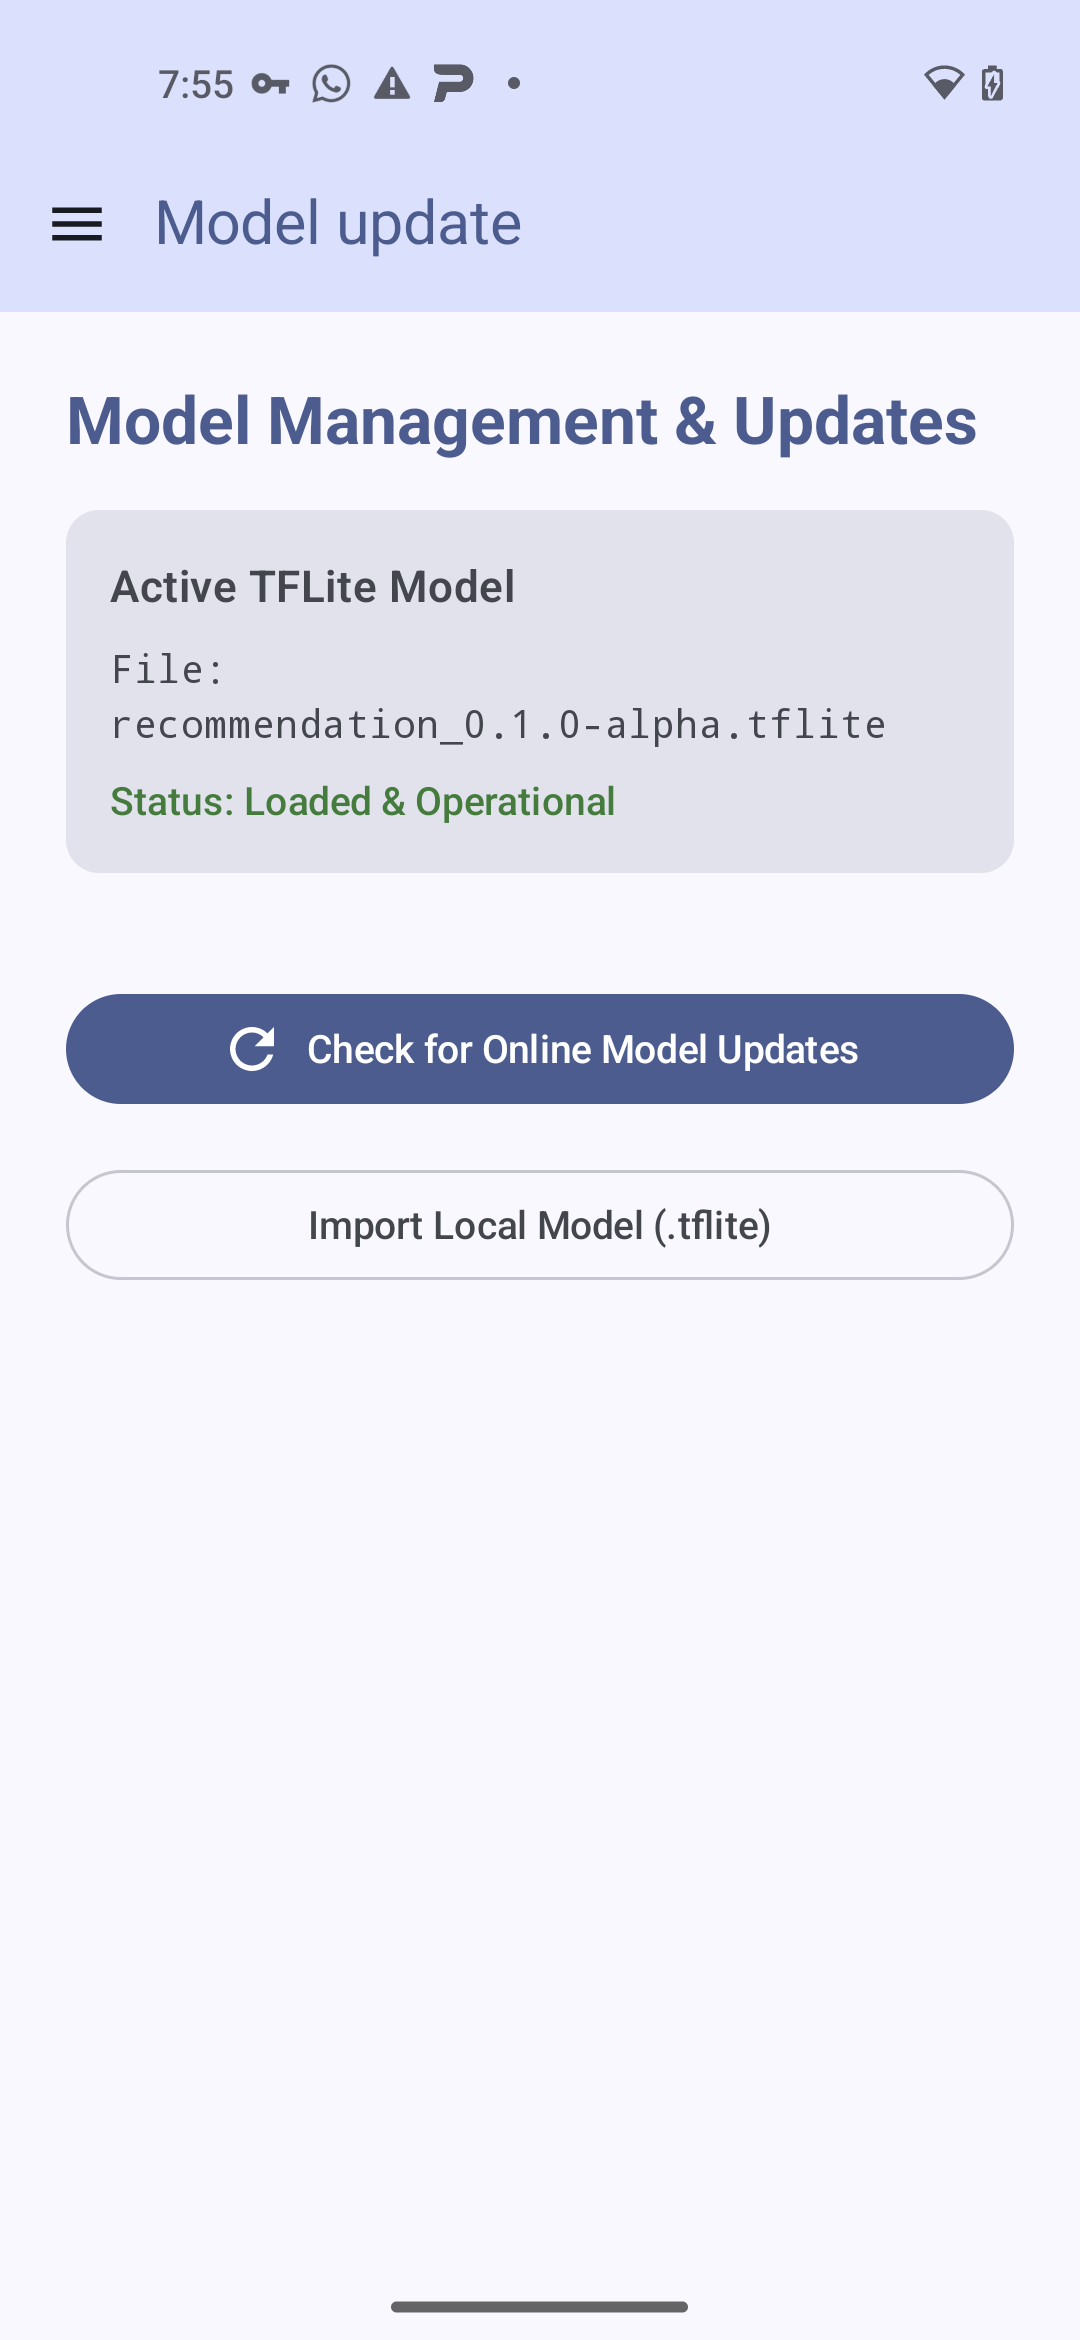 7:55
Model update
Model Management & Updates
Active TFLite Model
File:
recommendation_0.1.0-alpha.tflite
Status: Loaded & Operational
Check for Online Model Updates
Import Local Model (.tflite)